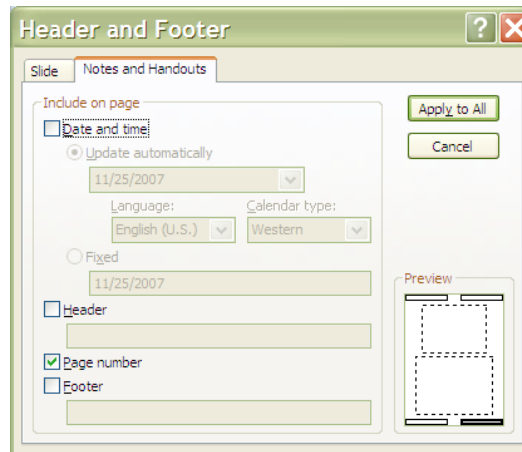 Header and Footer
Slide
Notes and Handouts
Include on page
Date and time
Update automatically
11/25/2007
Language: Calendar type:
English (U.S.) Western
Fixed
11/25/2007
Header
Page number
Footer
Apply to All
Cancel
Preview